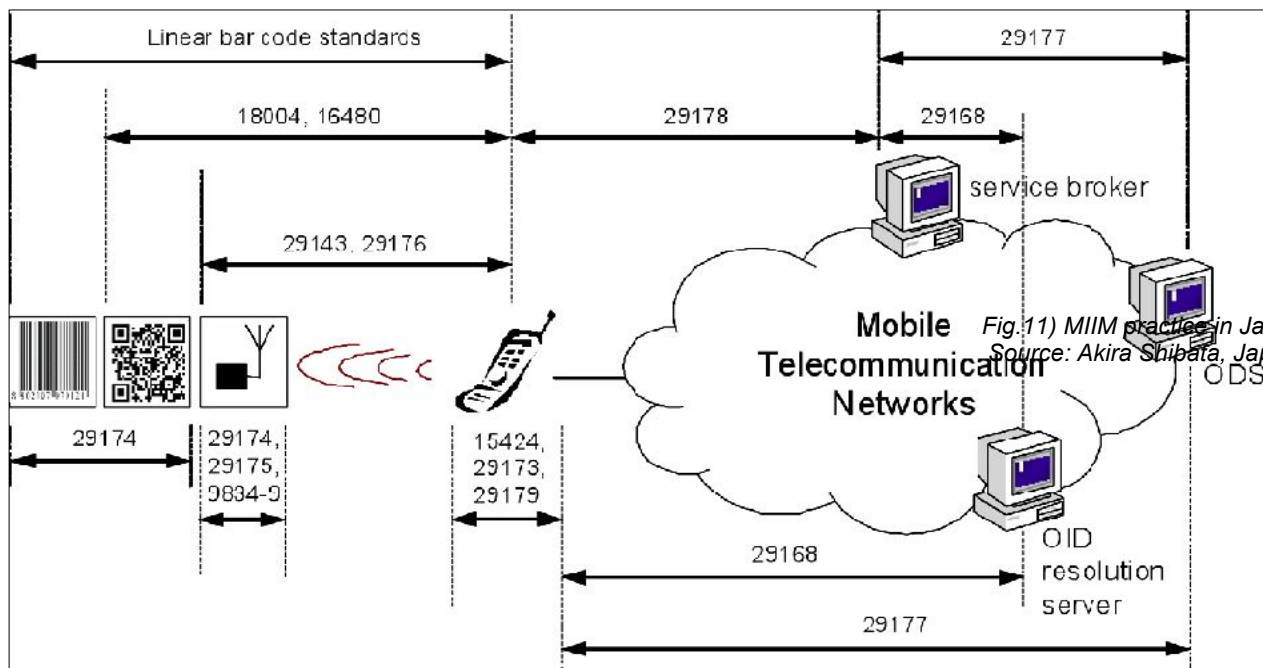 Linear bar code standards
29177
18004, 16480
29178
29168
service broker
29143, 29176
Mobile
Telecommunication
Networks
Fig.11) MIIM practice in Ja
Source: Akira Shibata, Jap
ODS
29174
29174,
29175,
9834-9
15424,
29173,
29179
29168
OID
resolution
server
29177